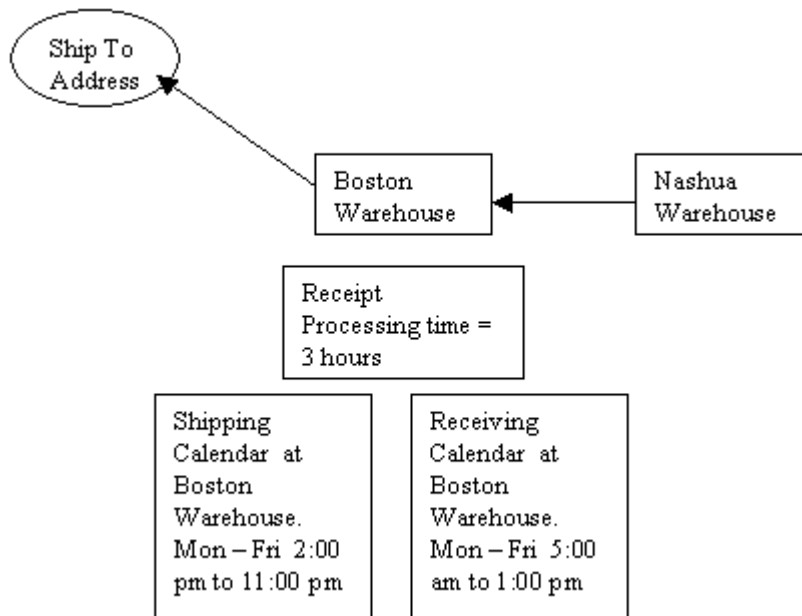 Ship To
Address
Boston
Warehouse
Nashua
Warehouse
Receipt
Processing time =
3 hours
Shipping
Calendar at
Boston
Warehouse.
Mon – Fri 2:00
pm to 11:00 pm
Receiving
Calendar at
Boston
Warehouse.
Mon – Fri 5:00
am to 1:00 pm